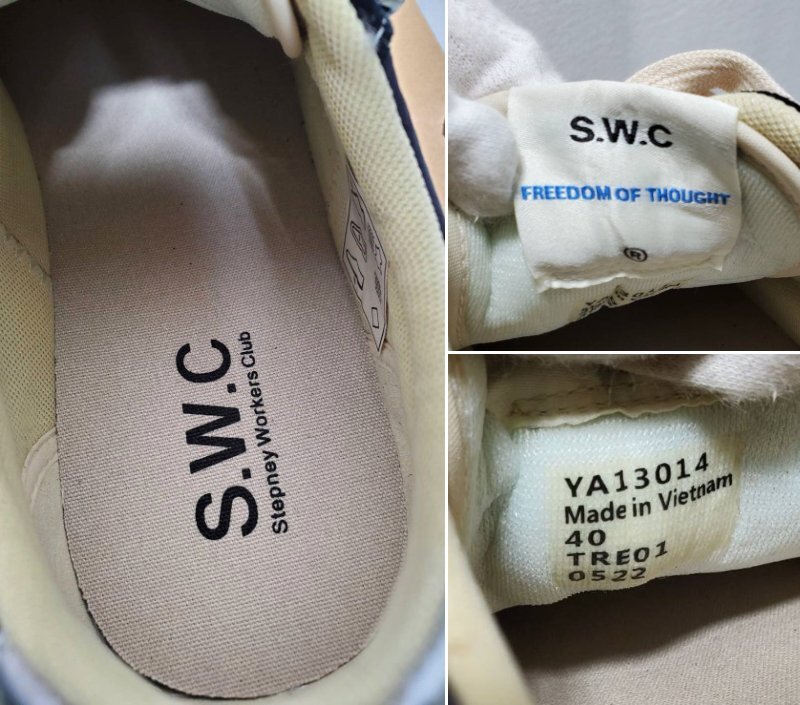 S.W.C
Stepney Workers Club
S.W.C
FREEDOM OF THOUGHT
®
YA13014
Made in Vietnam
40
TRE01
0522